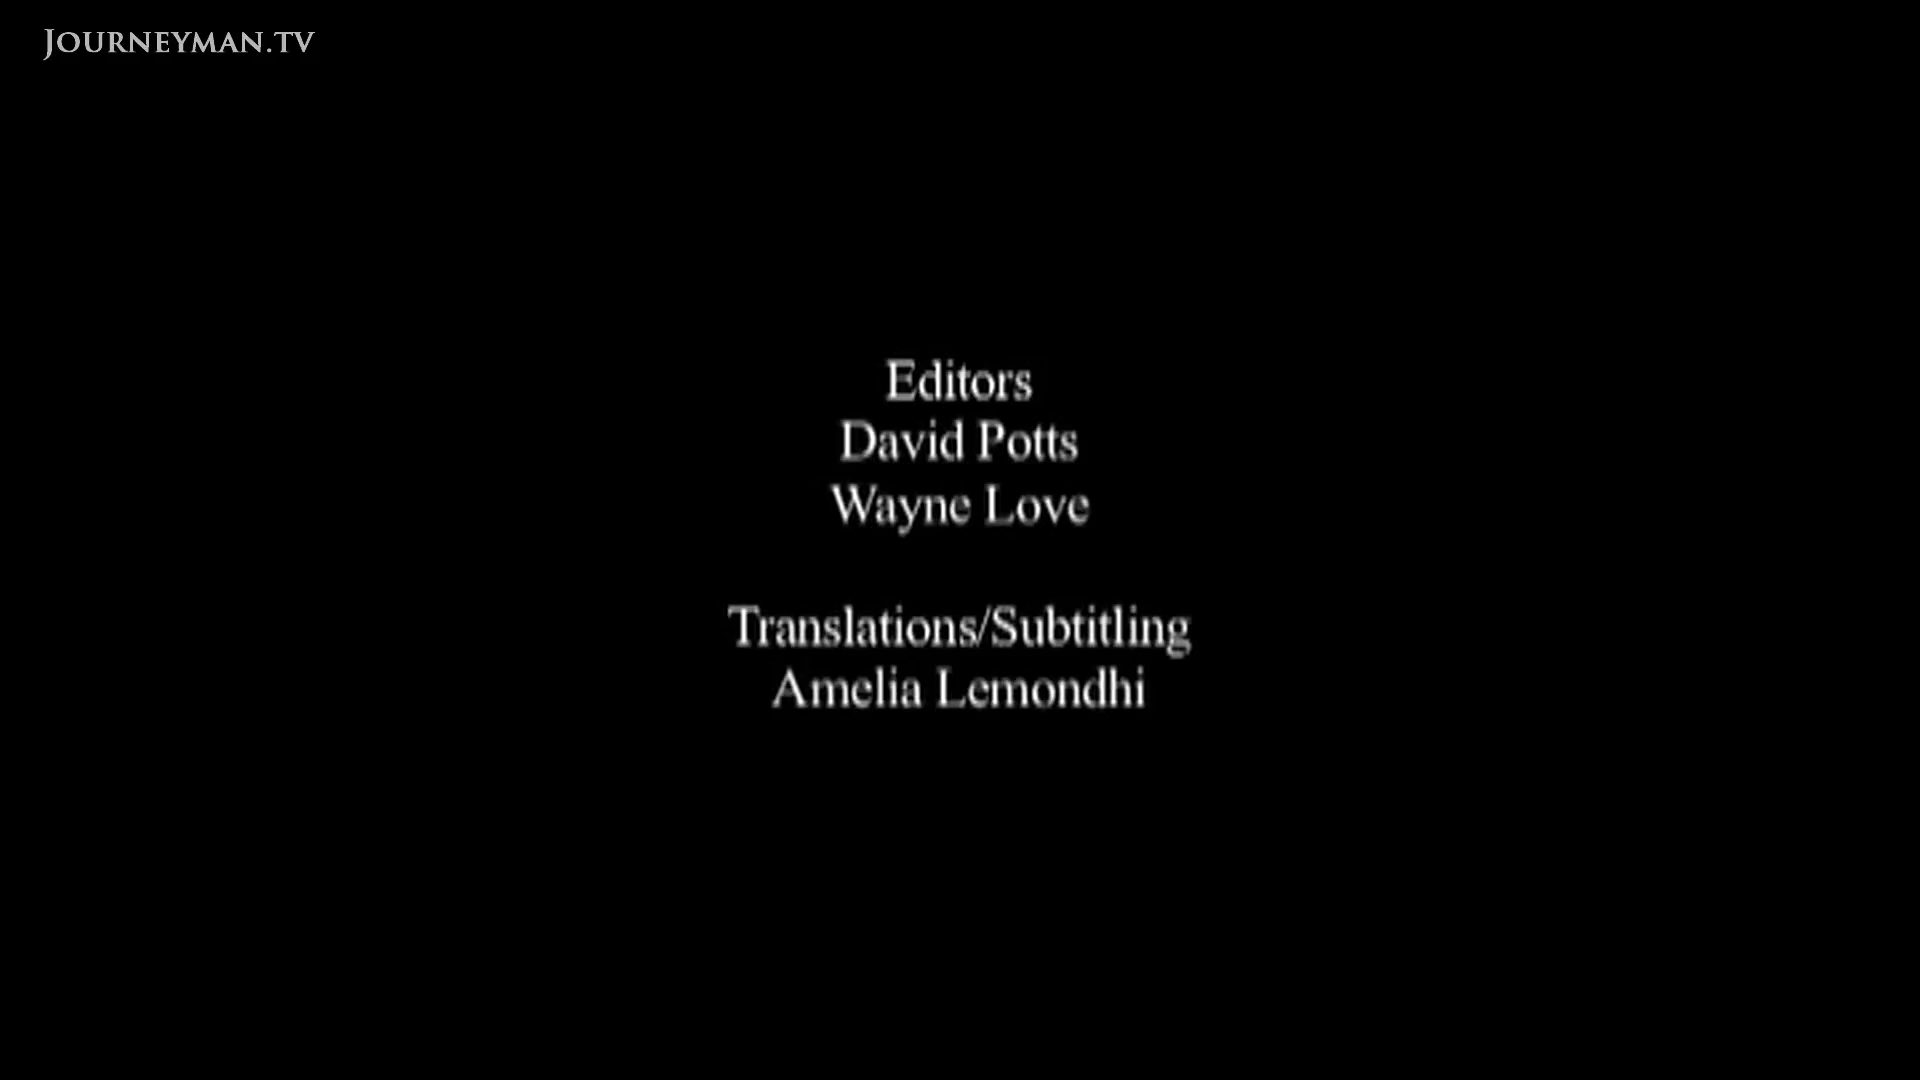 JOURNEYMAN.TV
Editors
David Potts
Wayne Love
Translations/Subtitling
Amelia Lemondhi